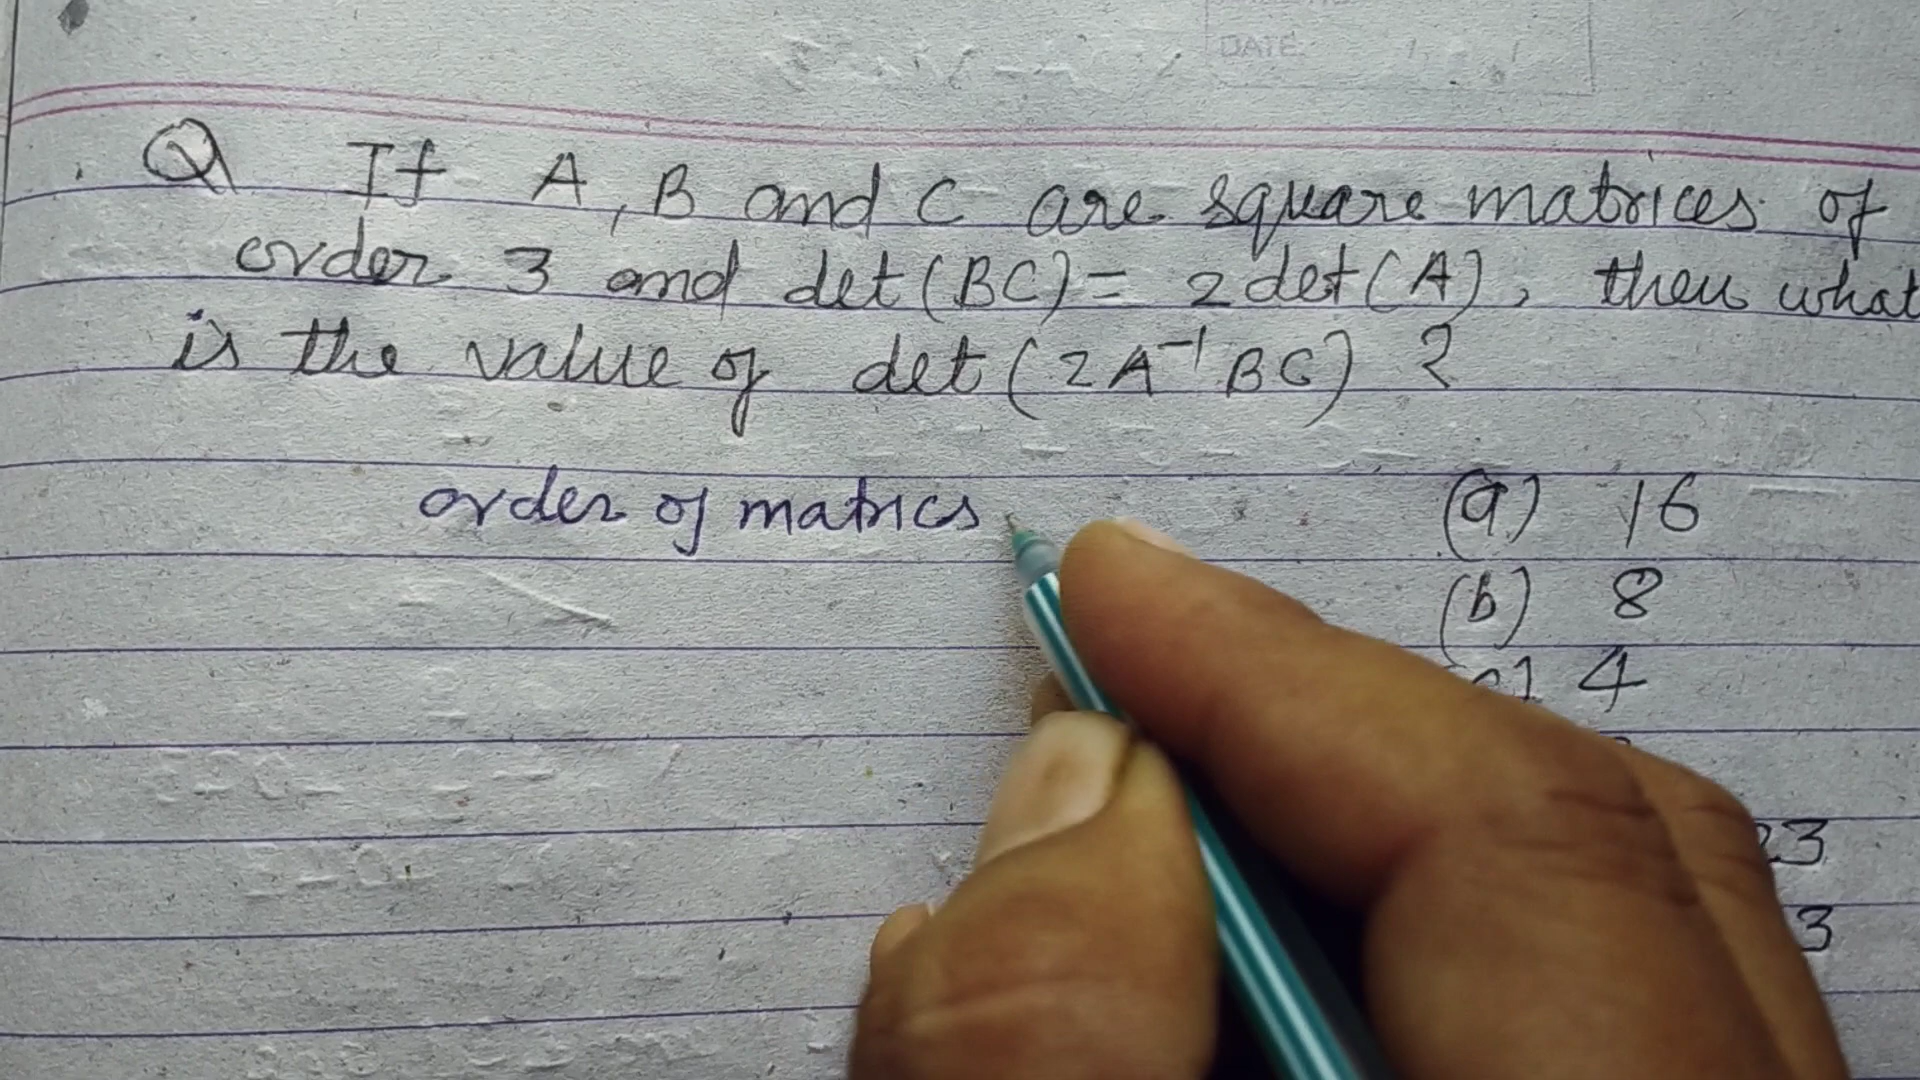 DATE
Q If A, B and C are square matrices of
order 3 and det(BC) = 2 det(A), then what
is the value of det(2A⁻¹BC) ?
order of matrics
(a) 16
(b) 8
4
23
3